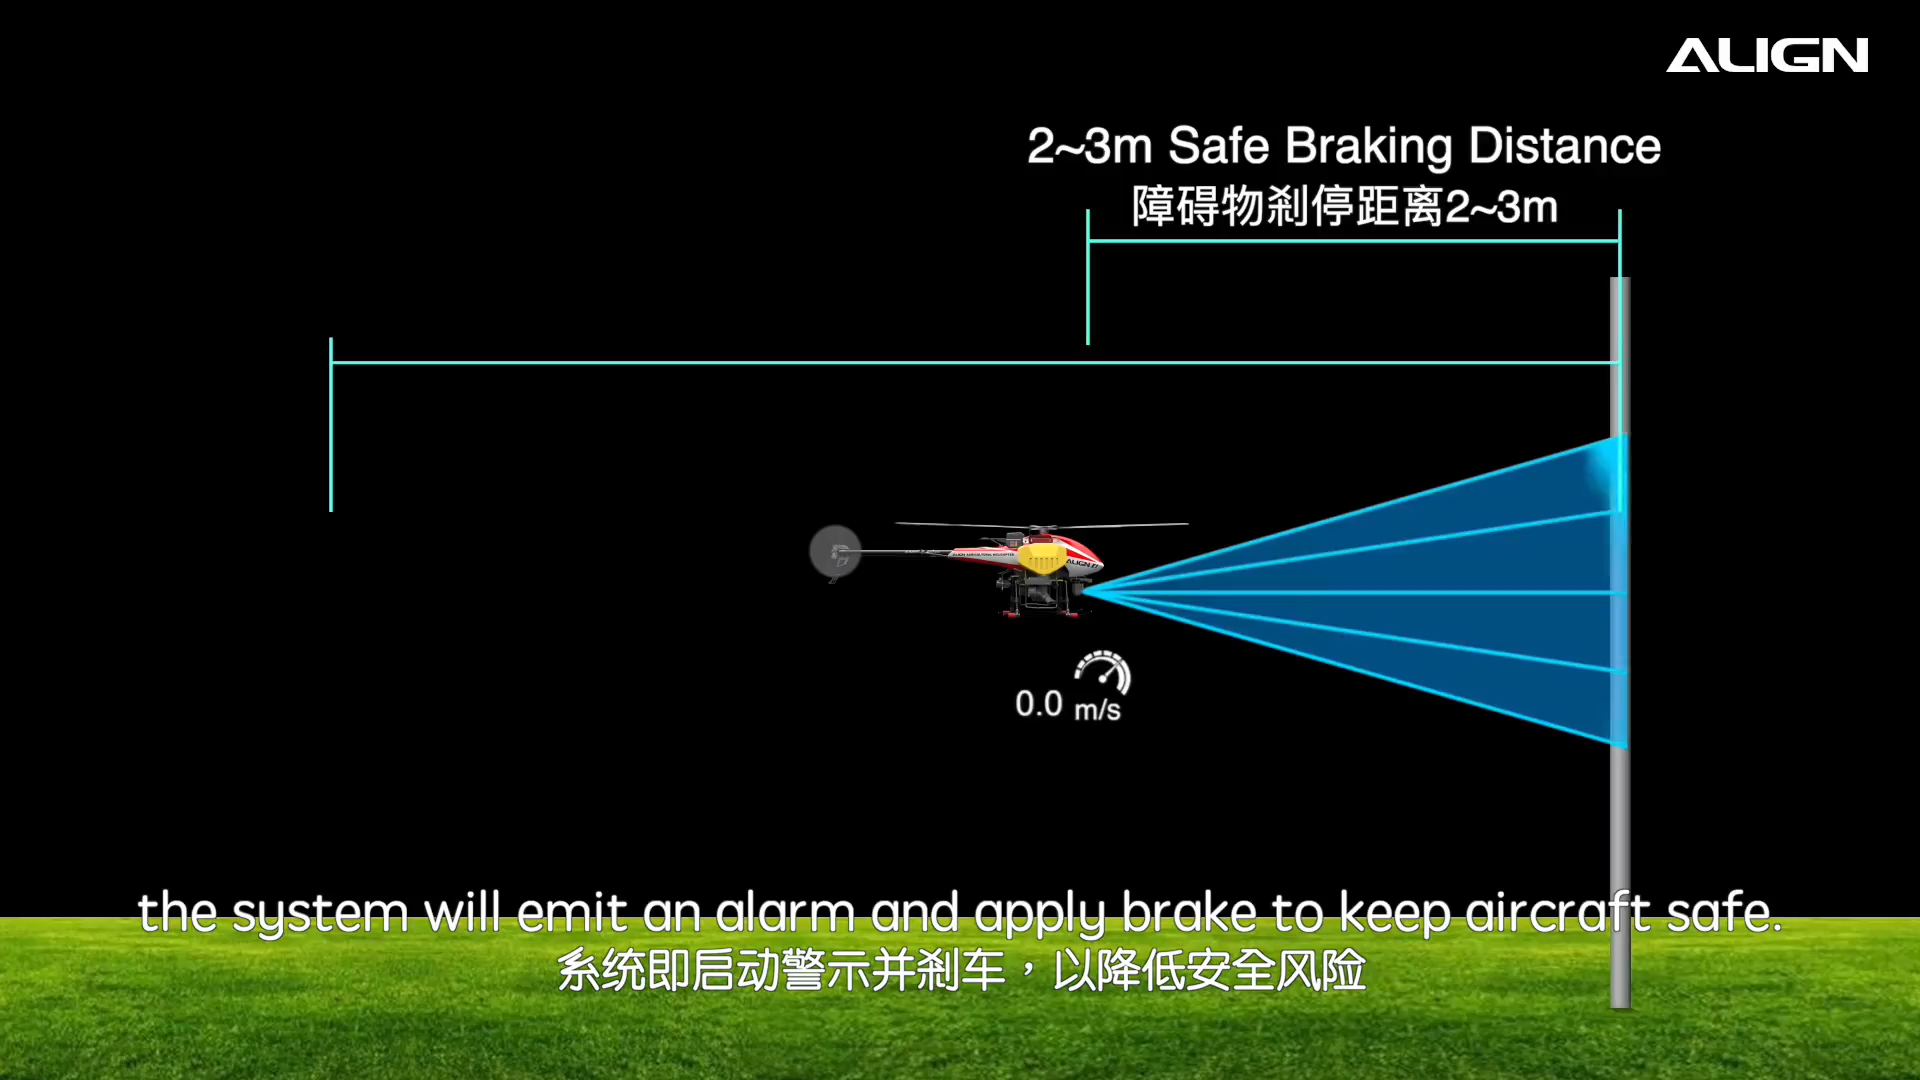 ALIGN
2~3m Safe Braking Distance
障碍物刹停距离2~3m
ALIGN
0.0 m/s
the system will emit an alarm and apply brake to keep aircraft safe.
系统即启动警示并刹车，以降低安全风险